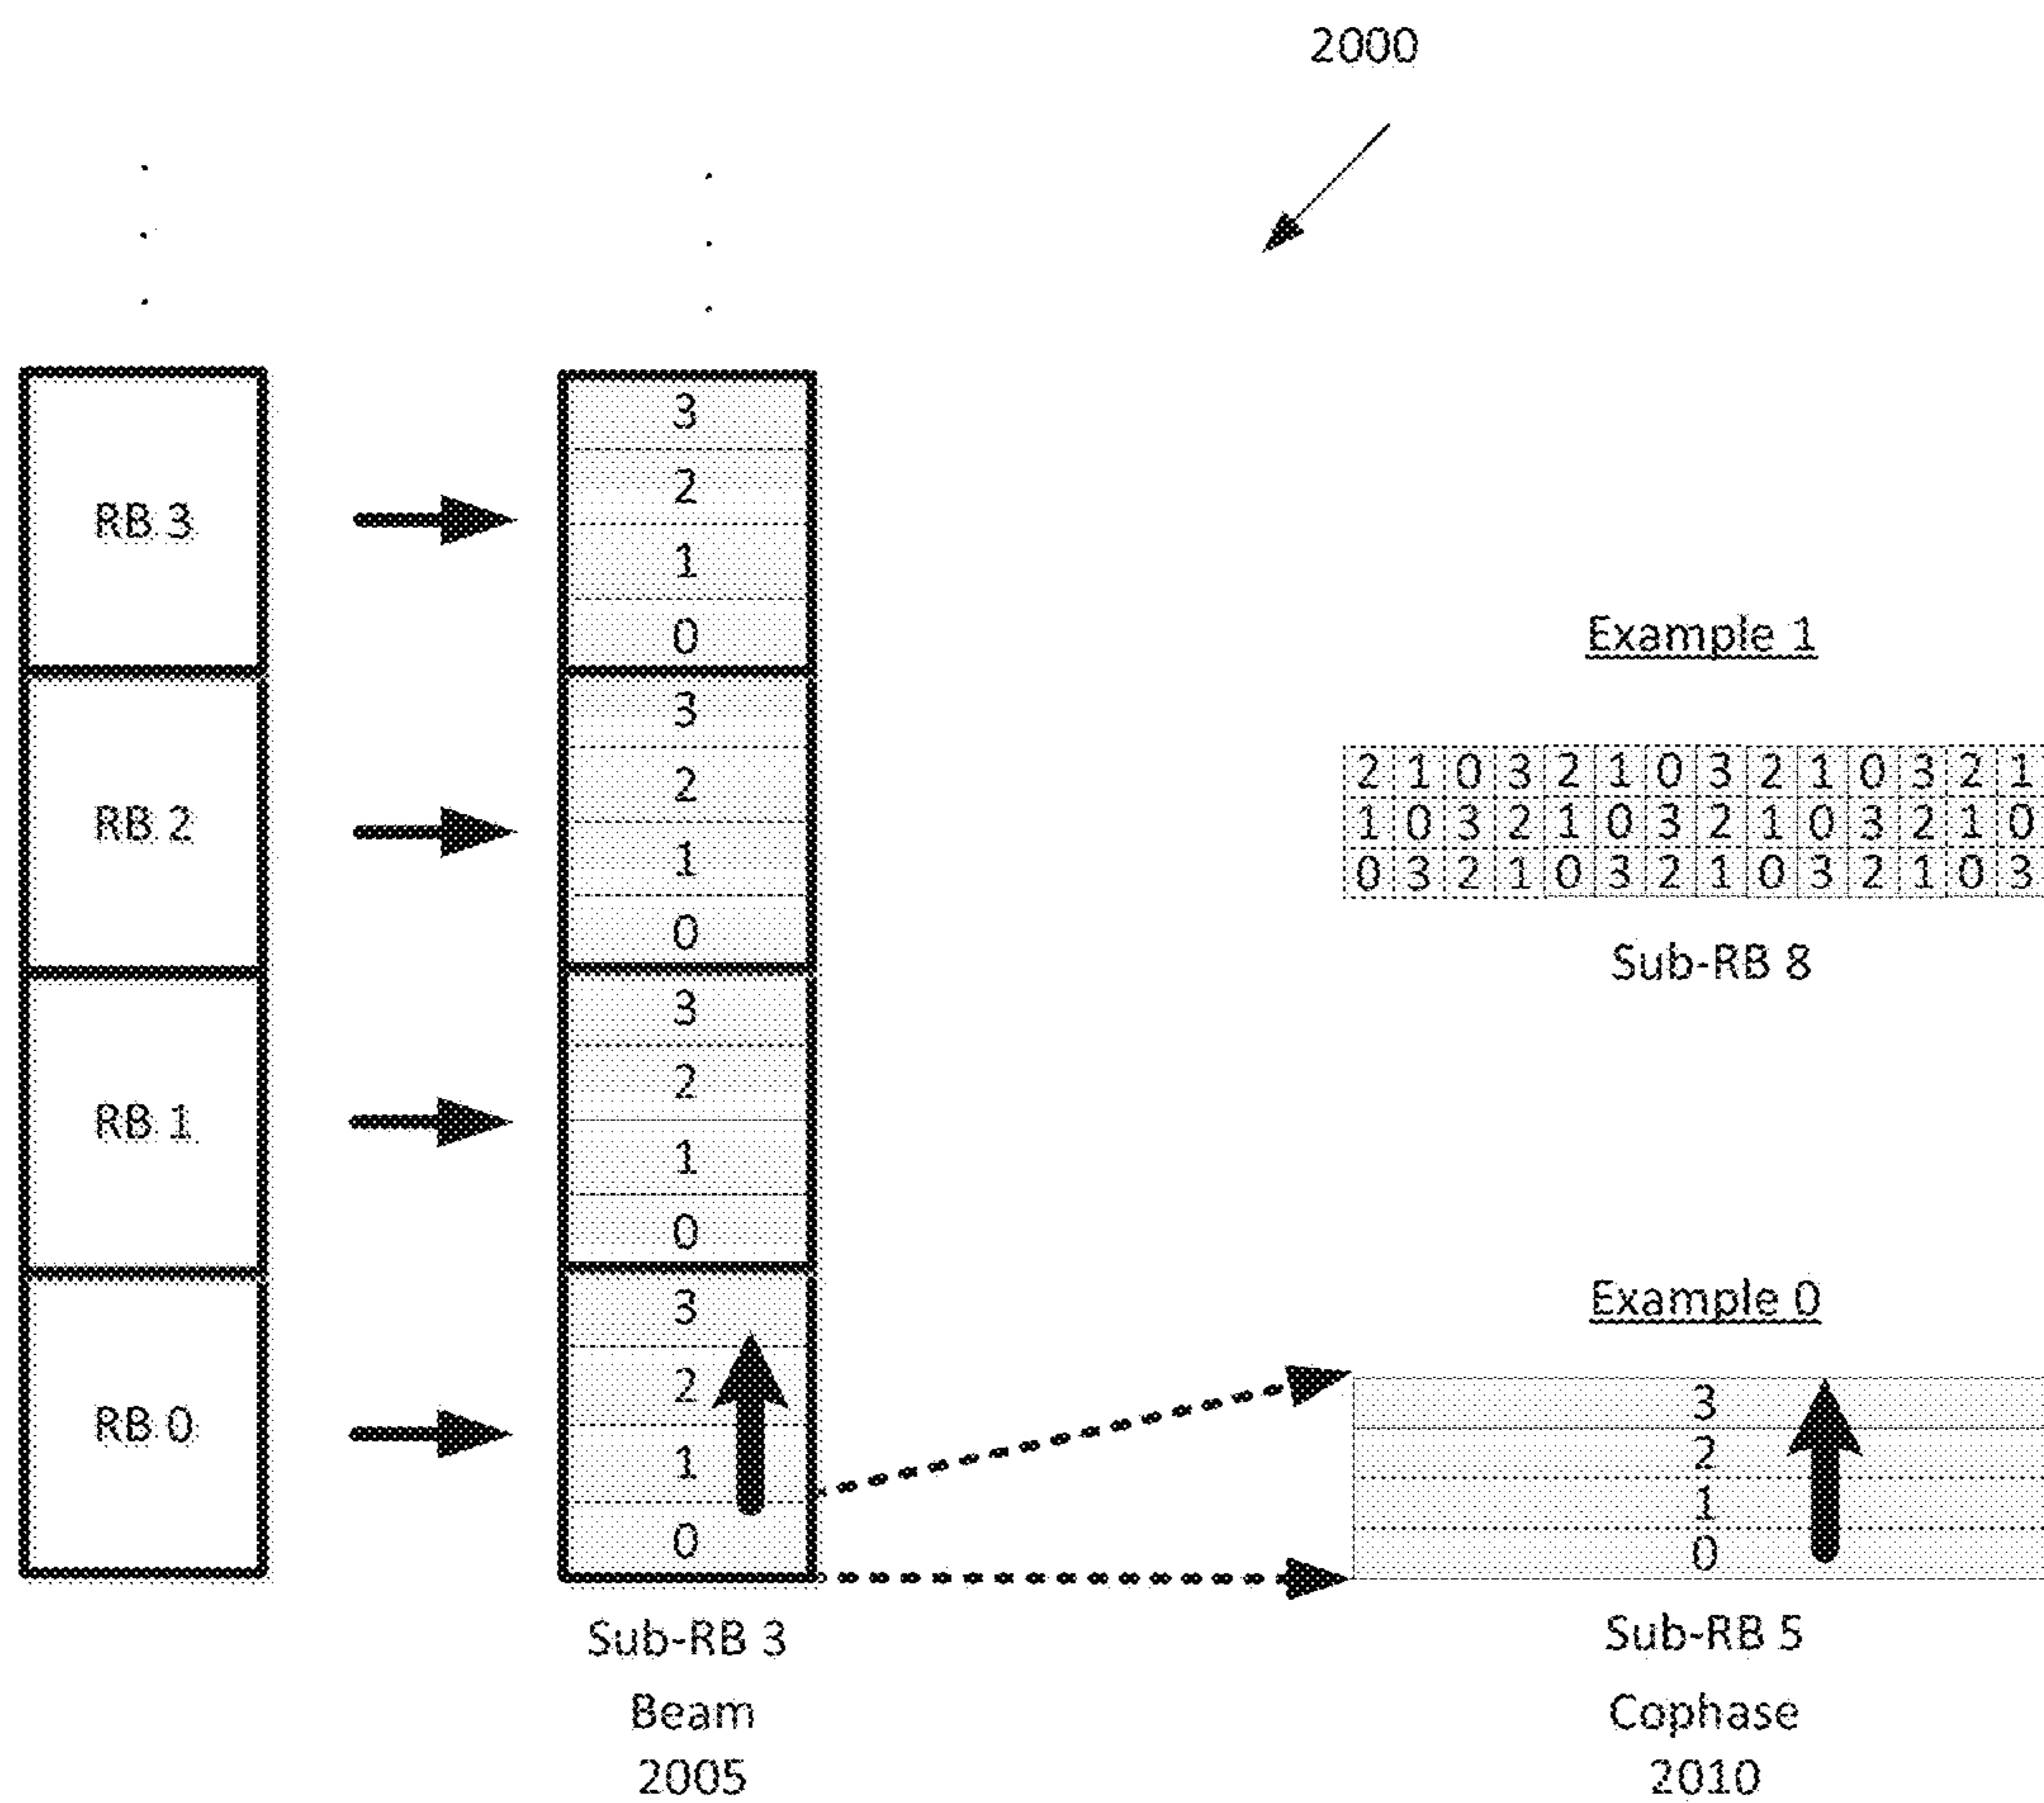 2000
RB 3
RB 2
RB 1
RB 0
3
2
1
0
3
2
1
0
3
2
1
0
3
2
1
0
Sub-RB 3
Beam
2005
Example 1
2 1 0 3 2 1 0 3 2 1 0 3 2 1
1 0 3 2 1 0 3 2 1 0 3 2 1 0
0 3 2 1 0 3 2 1 0 3 2 1 0 3
Sub-RB 8
Example 0
3
2
1
0
Sub-RB 5
Cophase
2010